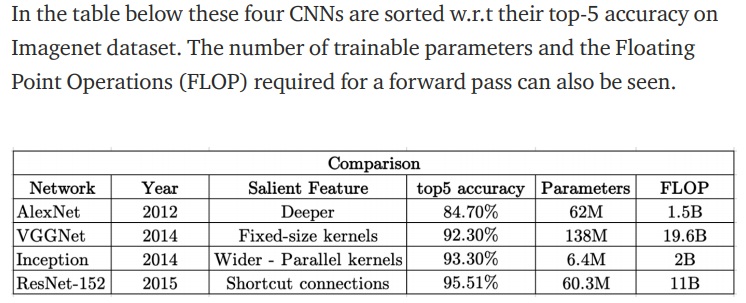 In the table below these four CNNs are sorted w.r.t their top-5 accuracy on
Imagenet dataset. The number of trainable parameters and the Floating
Point Operations (FLOP) required for a forward pass can also be seen.
Comparison
Network Year Salient Feature top5 accuracy Parameters FLOP
AlexNet 2012 Deeper 84.70% 62M 1.5B
VGGNet 2014 Fixed-size kernels 92.30% 138M 19.6B
Inception 2014 Wider - Parallel kernels 93.30% 6.4M 2B
ResNet-152 2015 Shortcut connections 95.51% 60.3M 11B